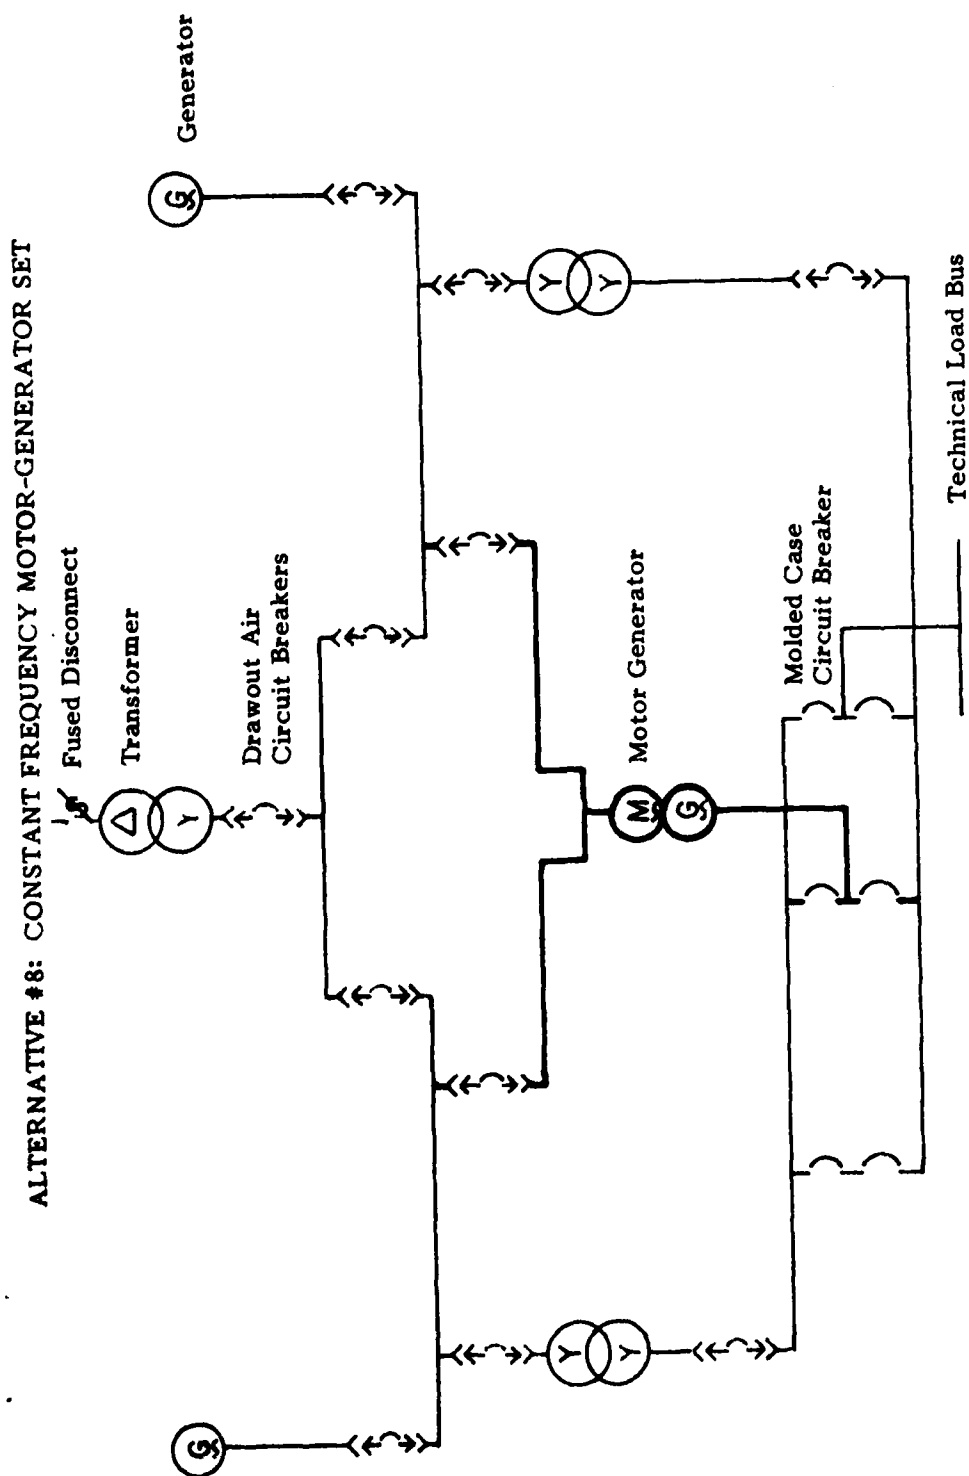 ALTERNATIVE #8: CONSTANT FREQUENCY MOTOR-GENERATOR SET
Fused Disconnect
Transformer
Δ
Y
Drawout Air
Circuit Breakers
Generator
G
G
Y
Y
Y
Y
Motor Generator
M
G
Molded Case
Circuit Breaker
Technical Load Bus